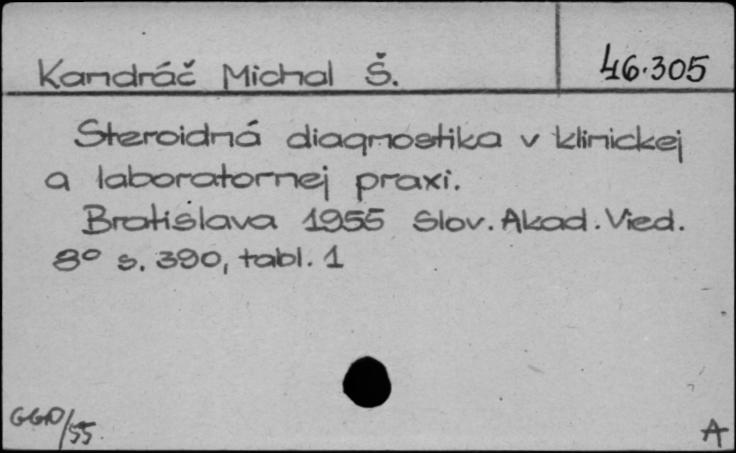 Kandráč Michal Š.
46.305
Steroidná diagnostika v klinickej
a laboratornej praxi.
Bratislava 1955 Slov. Akad. Vied.
8° s. 390, tabl. 1
/55
A